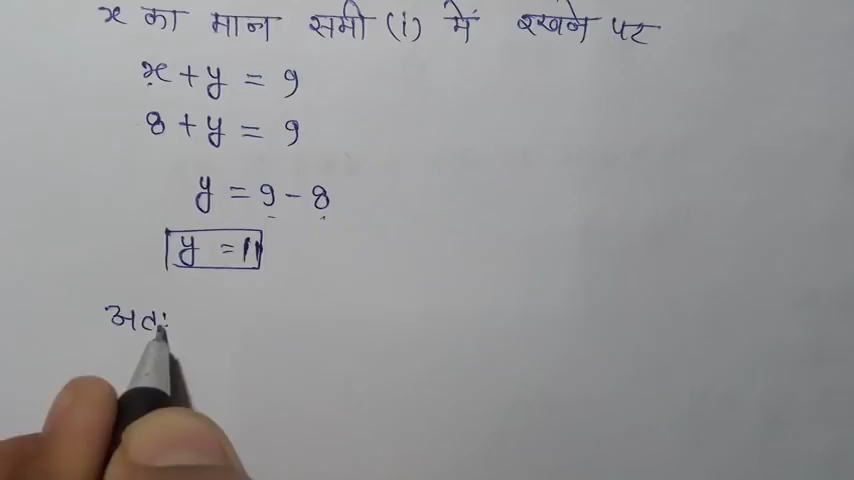 x का मान समी (i) में रखने पर
x + y = 9
8 + y = 9
y = 9 - 8
y = 1
अतः